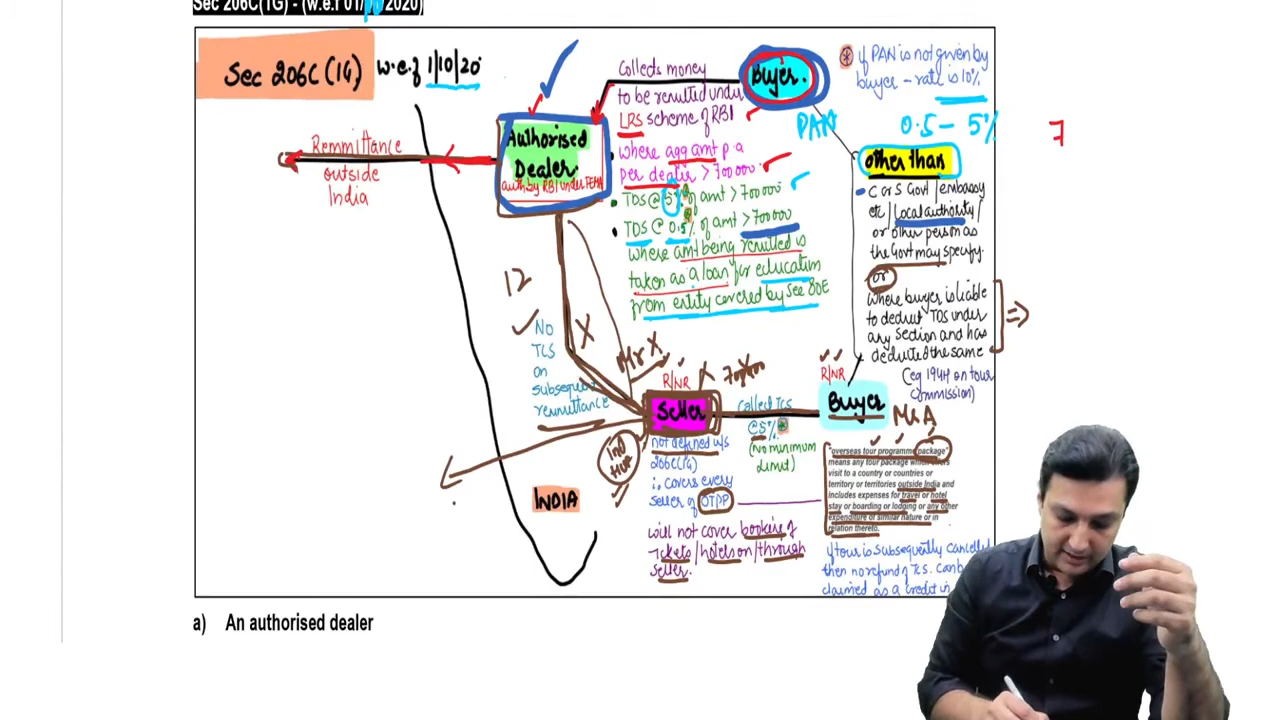 Sec 206C(1G) - (w.e.f 01/10/2020)
Sec 206C (1G)
w.e.f 1/10/20
Remmittance
outside
India
Authorised
Dealer.
auth by RBI under FEMA
Collects money
to be remitted under
LRS scheme of RBI
where agg amt p.a
per dealer > 700000.
TDS @ 5% of amt > 700000
TDS @ 0.5% of amt > 700000
where amt being remitted is
taken as a loan for education
from entity covered by Sec 80E
Buyer.
PAN
if PAN is not given by
buyer – rate is 10%
0.5 – 5%
7
other than
C or S Govt / embassy
etc / Local authority /
or other person as
the Govt may specify.
or
where buyer is liable
to deduct TDS under
any section and has
deducted the same
(eg 194H on tour
commission)
12
X
Mr X
No
TCS
on
subsequent
remmittance
R/NR
Seller
not defined u/s
206C(1G)
∴ covers every
seller of OTPP
will not cover booking of
tickets / hotels on / through
seller.
Ind
HUF
700000
Collect TCS
@5%
(No minimum
limit)
R/NR
Buyer
Mr A
"overseas tour programme package"
means any tour package which offers
visit to a country or countries or
territory or territories outside India and
includes expenses for travel or hotel
stay or boarding or lodging or any other
expenditure of similar nature or in
relation thereto.
if tour is subsequently cancelled
then no refund of TCS. Can be
claimed as a credit in
INDIA
a) An authorised dealer